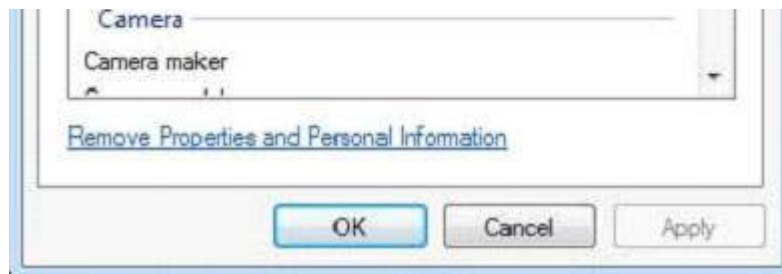 Camera
Camera maker
Remove Properties and Personal Information
OK Cancel Apply